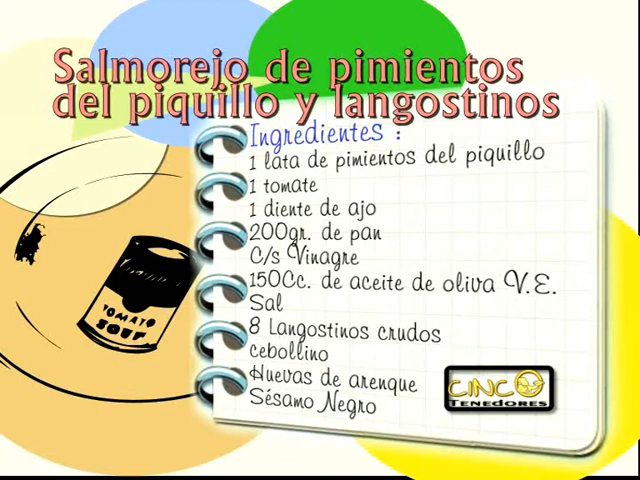 Salmorejo de pimientos
del piquillo y langostinos
Ingredientes :
1 lata de pimientos del piquillo
1 tomate
1 diente de ajo
200gr. de pan
C/s Vinagre
150Cc. de aceite de oliva V.E.
Sal
8 Langostinos crudos
cebollino
Huevas de arenque
Sésamo Negro
CINCO
TENEDORES
TOMATO
SOUP